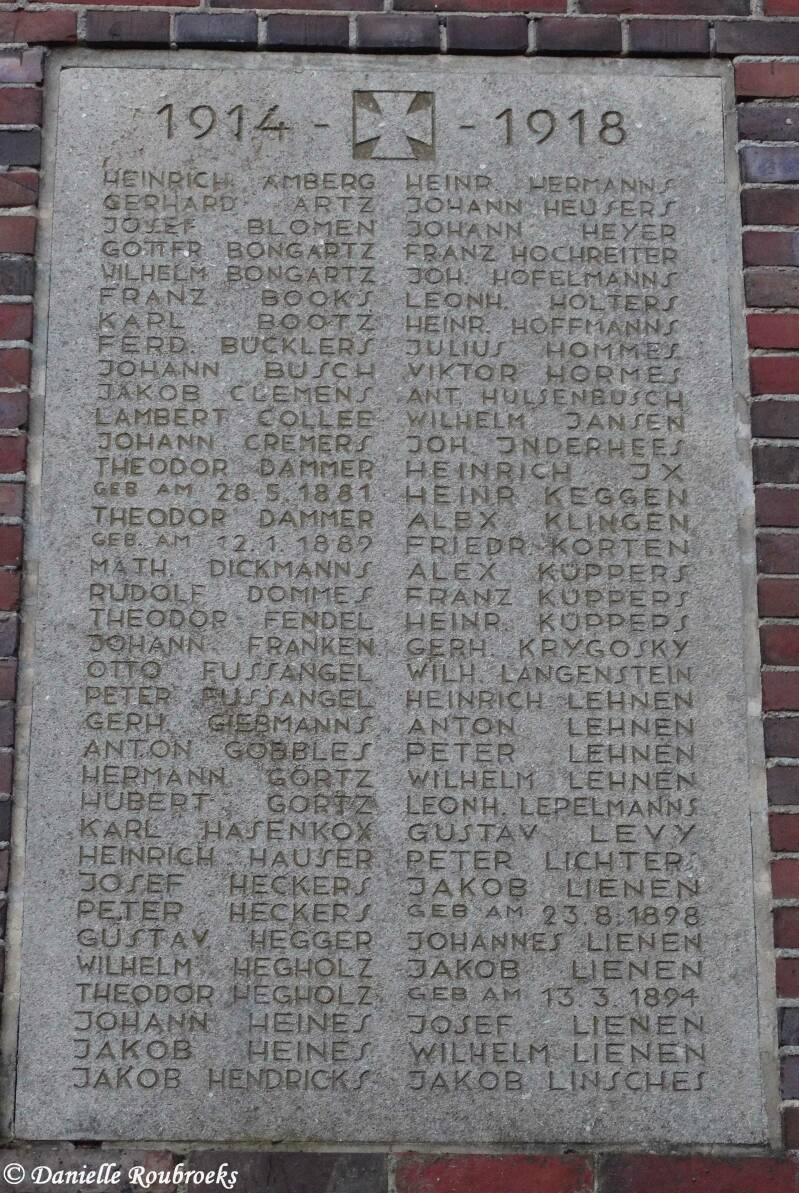 1914 - - 1918
HEINRICH AMBERG
GERHARD ARTZ
JOSEF BLOMEN
GOTTFR BONGARTZ
WILHELM BONGARTZ
FRANZ BOOKS
KARL BOOTZ
FERD. BÜCKLERS
JOHANN BUSCH
JAKOB CLEMENS
LAMBERT COLLEE
JOHANN CREMERS
THEODOR DAMMER
GEB AM 28.5.1881
THEODOR DAMMER
GEB. AM 12.1.1889
MATH. DICKMANNS
RUDOLF DOMMES
THEODOR FENDEL
JOHANN FRANKEN
OTTO FUSSANGEL
PETER FUSSANGEL
GERH. GIEBMANNS
ANTON GÖBBLES
HERMANN GÖRTZ
HUBERT GÖRTZ
KARL HASENKOX
HEINRICH HAUSER
JOSEF HECKERS
PETER HECKERS
GUSTAV HEGGER
WILHELM HEGHOLZ
THEODOR HEGHOLZ
JOHANN HEINES
JAKOB HEINES
JAKOB HENDRICKS
HEINR. HERMANNS
JOHANN HEUSERS
JOHANN HEYER
FRANZ HOCHREITER
JOH. HÖFELMANNS
LEONH. HOLTERS
HEINR. HOFFMANNS
JULIUS HOMMES
VIKTOR HORMES
ANT. HÜLSENBUSCH
WILHELM JANSEN
JOH. JNDERHEES
HEINRICH JX
HEINR KEGGEN
ALEX KLINGEN
FRIEDR. KORTEN
ALEX KÜPPERS
FRANZ KÜPPERS
HEINR. KÜPPERS
GERH. KRYGOSKY
WILH. LANGENSTEIN
HEINRICH LEHNEN
ANTON LEHNEN
PETER LEHNEN
WILHELM LEHNEN
LEONH. LEPELMANNS
GUSTAV LEVY
PETER LICHTER
JAKOB LIENEN
GEB AM 23.8.1898
JOHANNES LIENEN
JAKOB LIENEN
GEB AM 13.3.1894
JOSEF LIENEN
WILHELM LIENEN
JAKOB LINSCHES
© Danielle Roubroeks